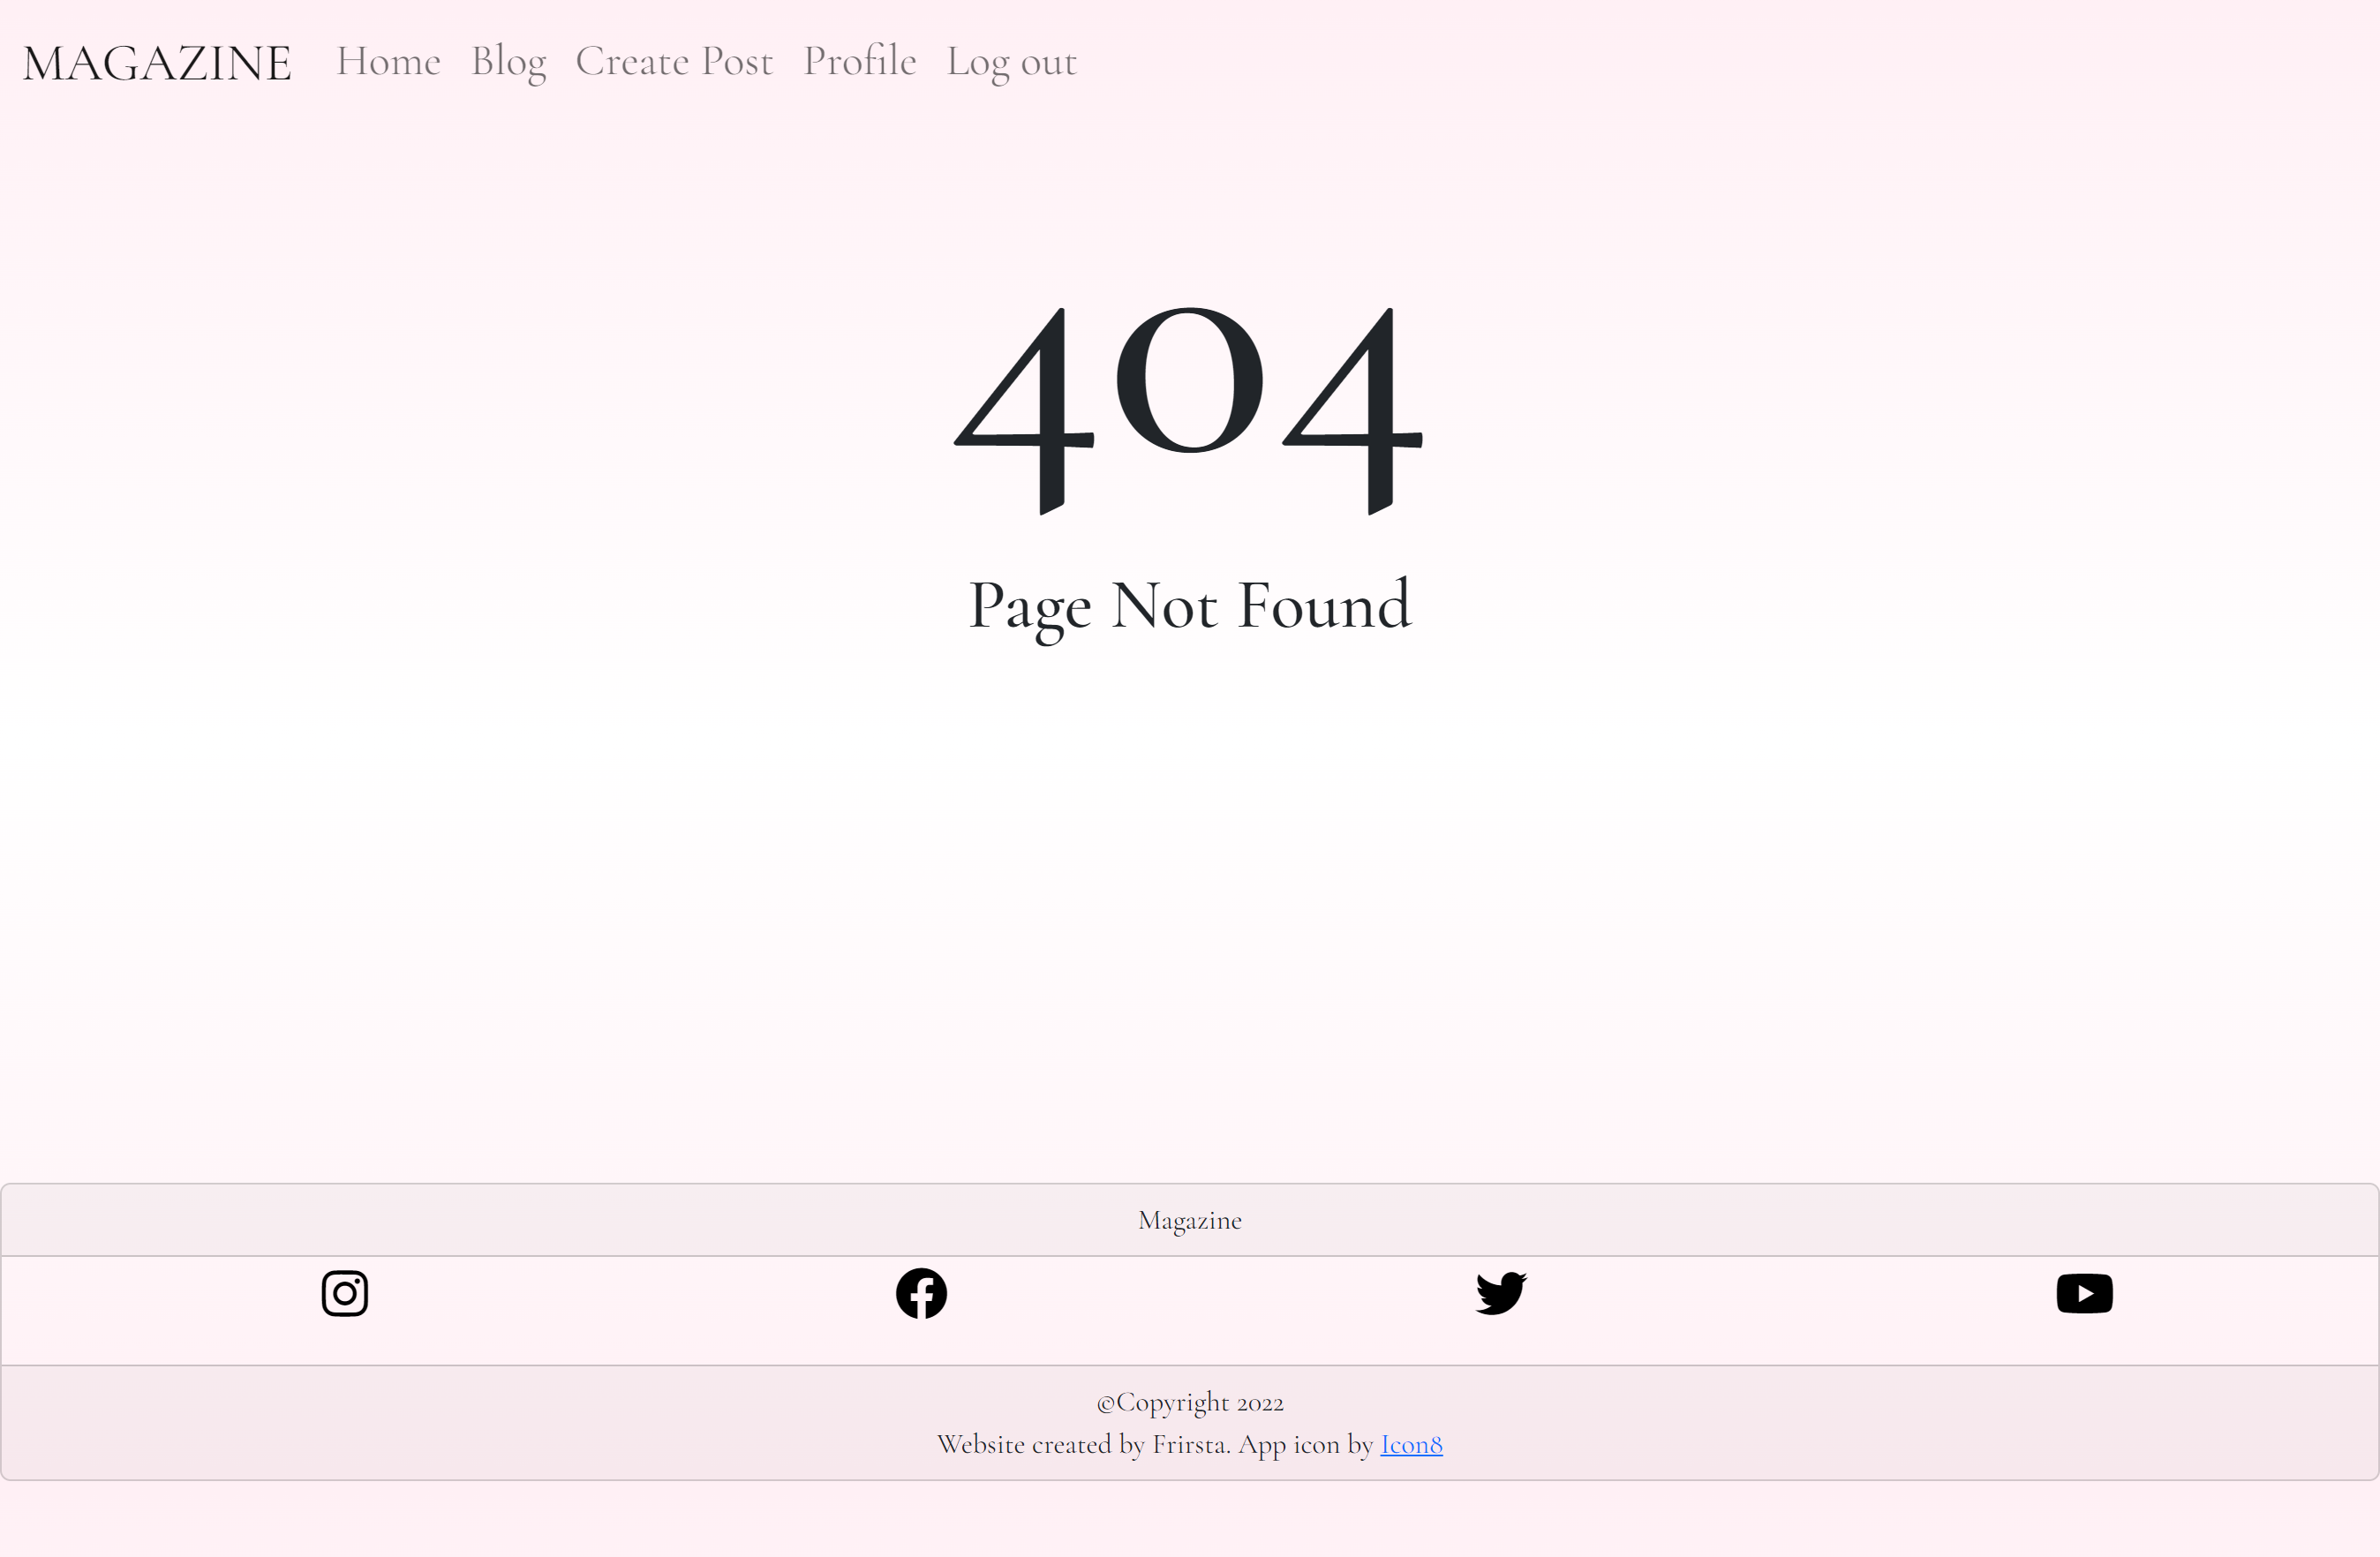 MAGAZINE Home Blog Create Post Profile Log out
404
Page Not Found
Magazine
©Copyright 2022
Website created by Frirsta. App icon by Icon8